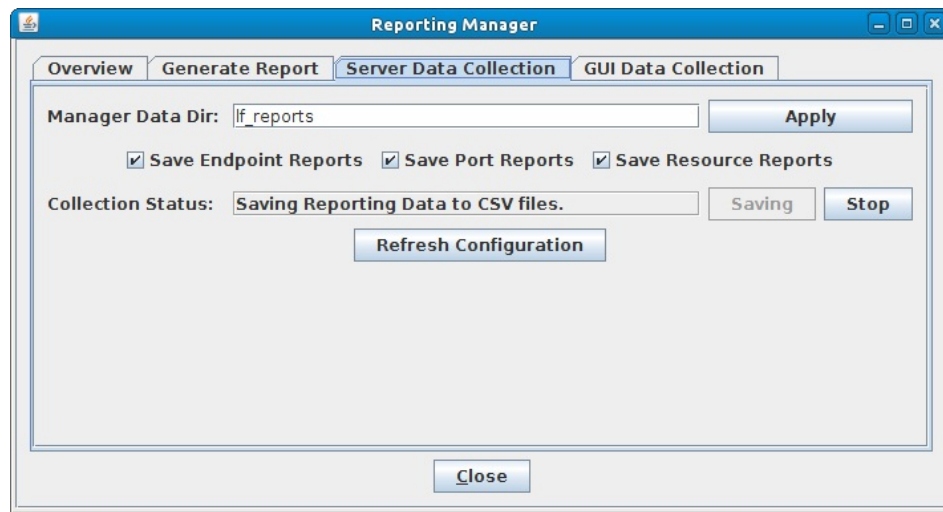 Reporting Manager
Overview Generate Report Server Data Collection GUI Data Collection
Manager Data Dir: lf_reports Apply
Save Endpoint Reports Save Port Reports Save Resource Reports
Collection Status: Saving Reporting Data to CSV files. Saving Stop
Refresh Configuration
Close